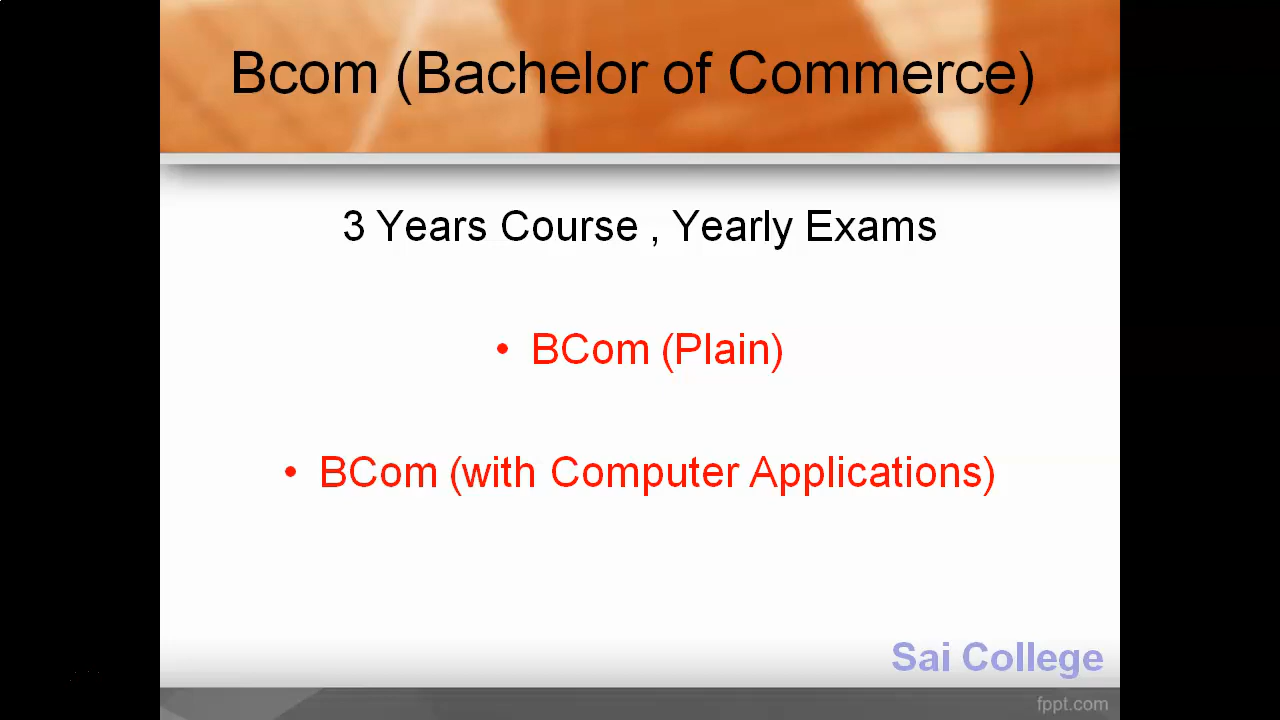 Bcom (Bachelor of Commerce)
3 Years Course , Yearly Exams
• BCom (Plain)
• BCom (with Computer Applications)
Sai College
fppt.com